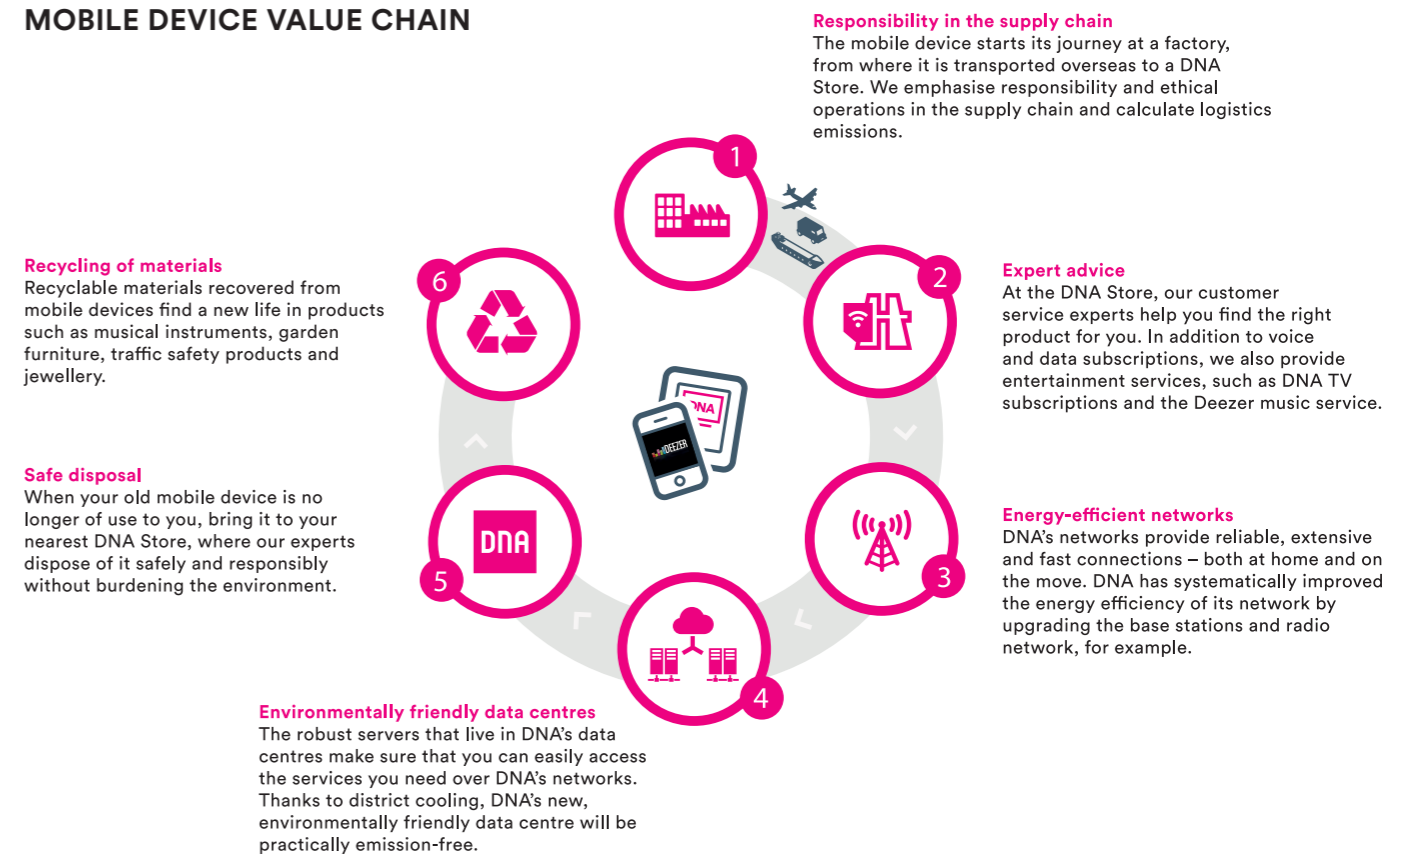 MOBILE DEVICE VALUE CHAIN
Responsibility in the supply chain
The mobile device starts its journey at a factory,
from where it is transported overseas to a DNA
Store. We emphasise responsibility and ethical
operations in the supply chain and calculate logistics
emissions.
1
2
Expert advice
At the DNA Store, our customer
service experts help you find the right
product for you. In addition to voice
and data subscriptions, we also provide
entertainment services, such as DNA TV
subscriptions and the Deezer music service.
3
Energy-efficient networks
DNA’s networks provide reliable, extensive
and fast connections – both at home and on
the move. DNA has systematically improved
the energy efficiency of its network by
upgrading the base stations and radio
network, for example.
4
Environmentally friendly data centres
The robust servers that live in DNA’s data
centres make sure that you can easily access
the services you need over DNA’s networks.
Thanks to district cooling, DNA’s new,
environmentally friendly data centre will be
practically emission-free.
5
DNA
Safe disposal
When your old mobile device is no
longer of use to you, bring it to your
nearest DNA Store, where our experts
dispose of it safely and responsibly
without burdening the environment.
6
Recycling of materials
Recyclable materials recovered from
mobile devices find a new life in products
such as musical instruments, garden
furniture, traffic safety products and
jewellery.
DNA
DEEZER